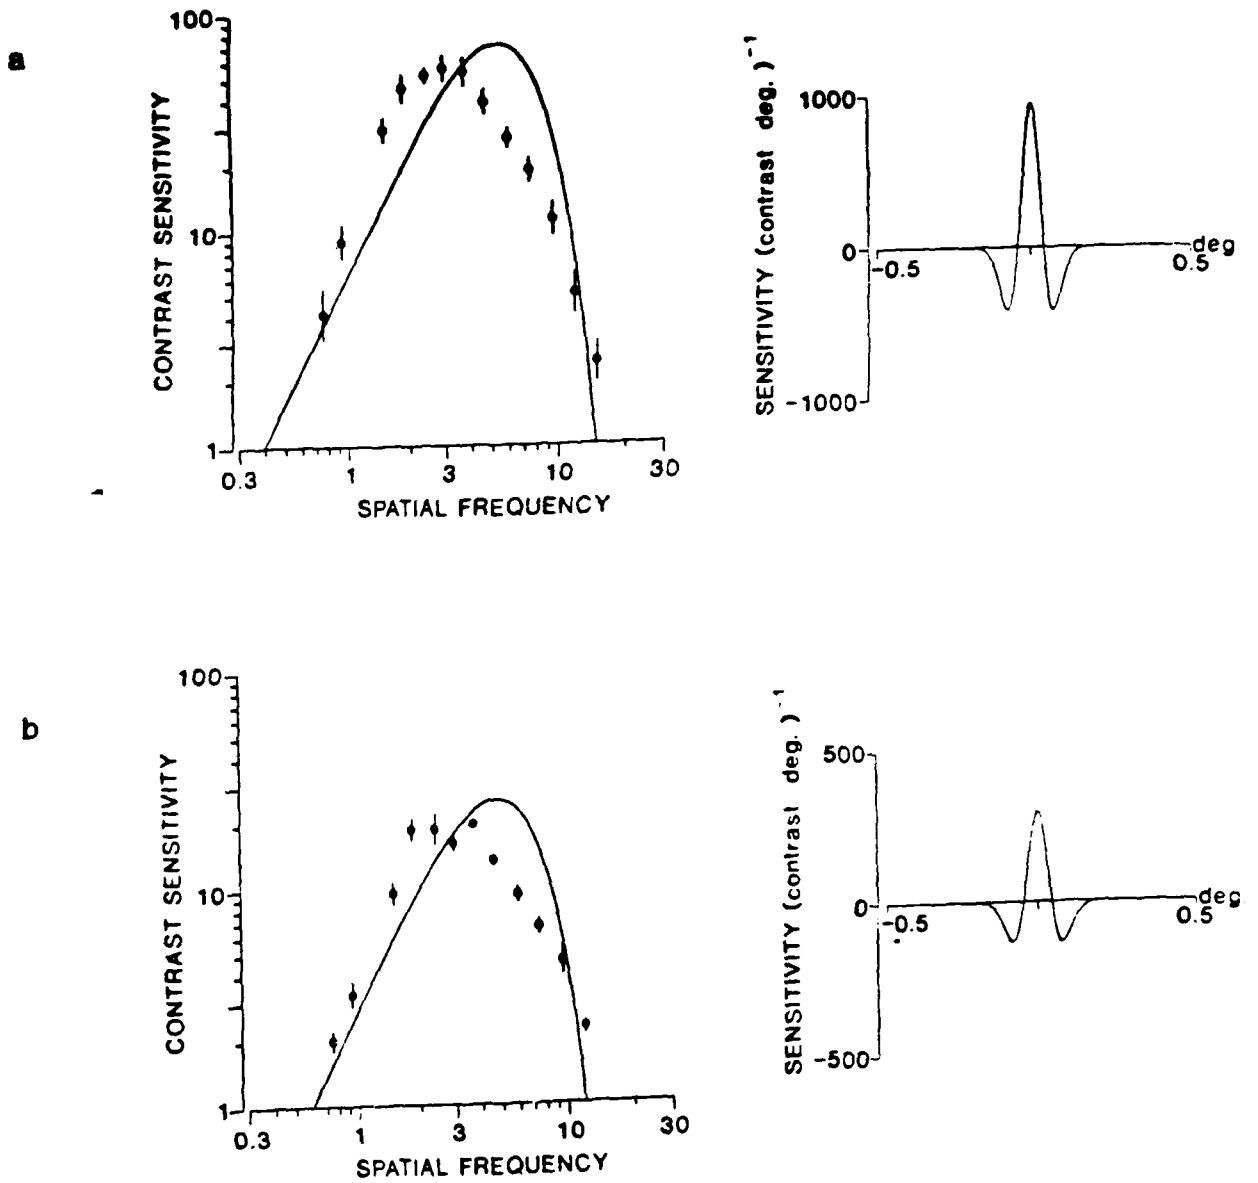 a
100
10
1
CONTRAST SENSITIVITY
0.3 1 3 10 30
SPATIAL FREQUENCY
SENSITIVITY (contrast deg.)⁻¹
1000
0
-1000
-0.5 0.5 deg
b
100
10
1
CONTRAST SENSITIVITY
0.3 1 3 10 30
SPATIAL FREQUENCY
SENSITIVITY (contrast deg.)⁻¹
500
0
-500
-0.5 0.5 deg